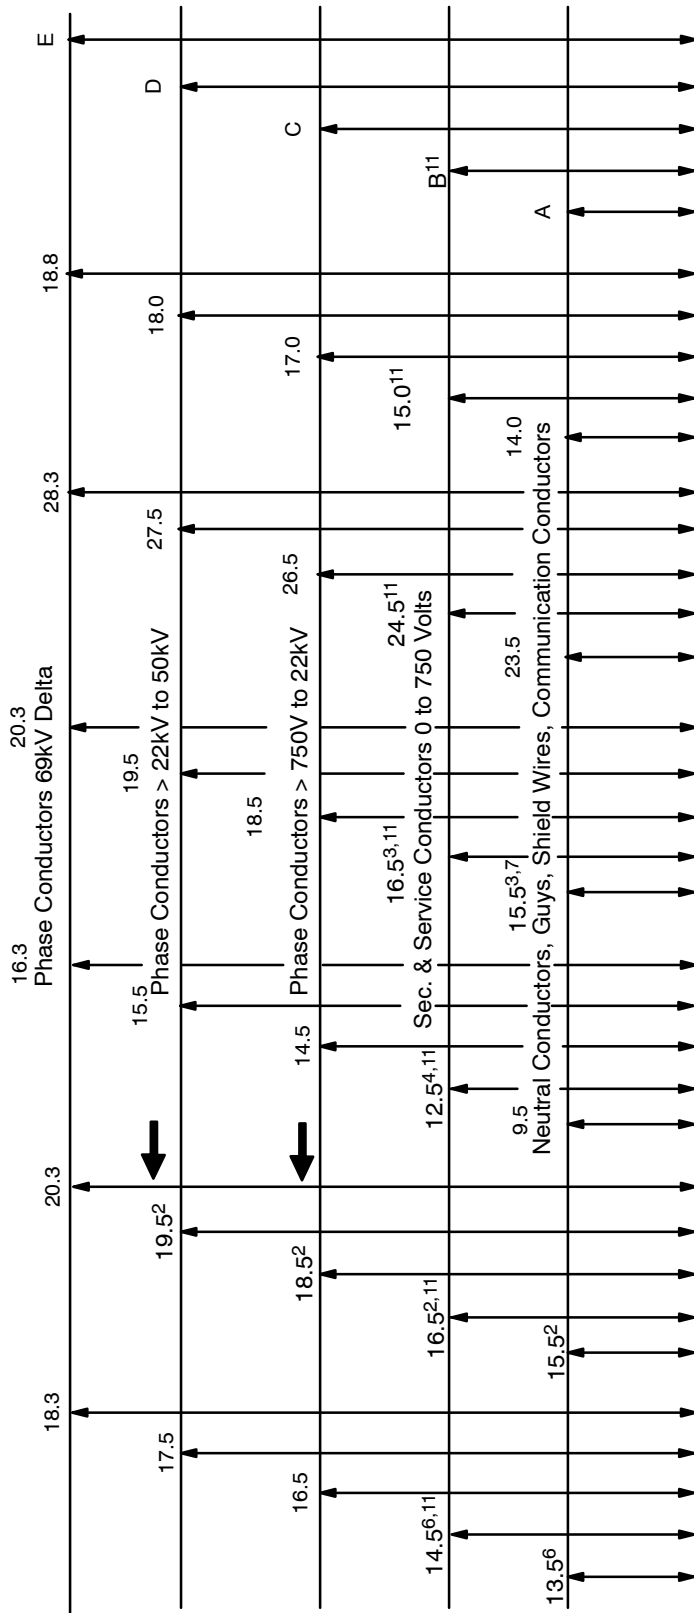 16.3 20.3
18.3 20.3 Phase Conductors 69kV Delta 28.3 18.8 E
15.5 19.5
17.5 19.5² Phase Conductors > 22kV to 50kV 27.5 18.0 D
18.5
16.5 18.5² 14.5 Phase Conductors > 750V to 22kV 26.5 17.0 C
16.5³,¹¹ 24.5¹¹ 15.0¹¹
14.5⁶,¹¹ 16.5²,¹¹ 12.5⁴,¹¹ Sec. & Service Conductors 0 to 750 Volts B¹¹
9.5 15.5³,⁷ 23.5 14.0
13.5⁶ 15.5² Neutral Conductors, Guys, Shield Wires, Communication Conductors A